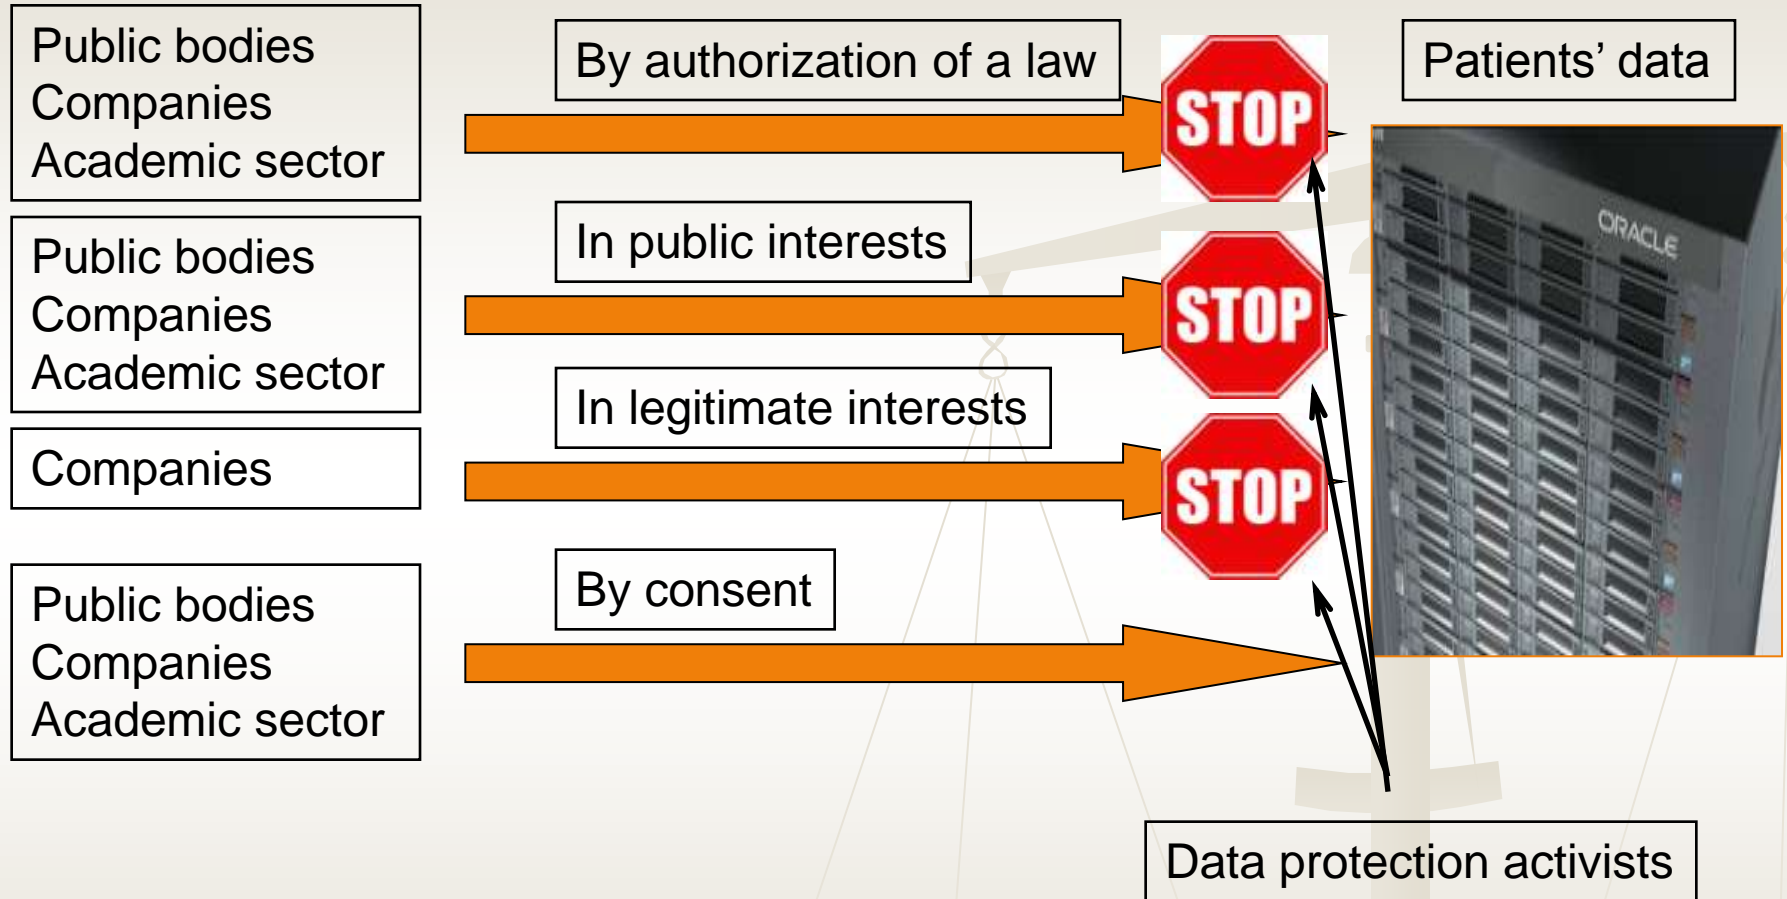 Public bodies
Companies
Academic sector
By authorization of a law
STOP
Patients’ data
ORACLE
Public bodies
Companies
Academic sector
In public interests
STOP
Companies
In legitimate interests
STOP
Public bodies
Companies
Academic sector
By consent
Data protection activists